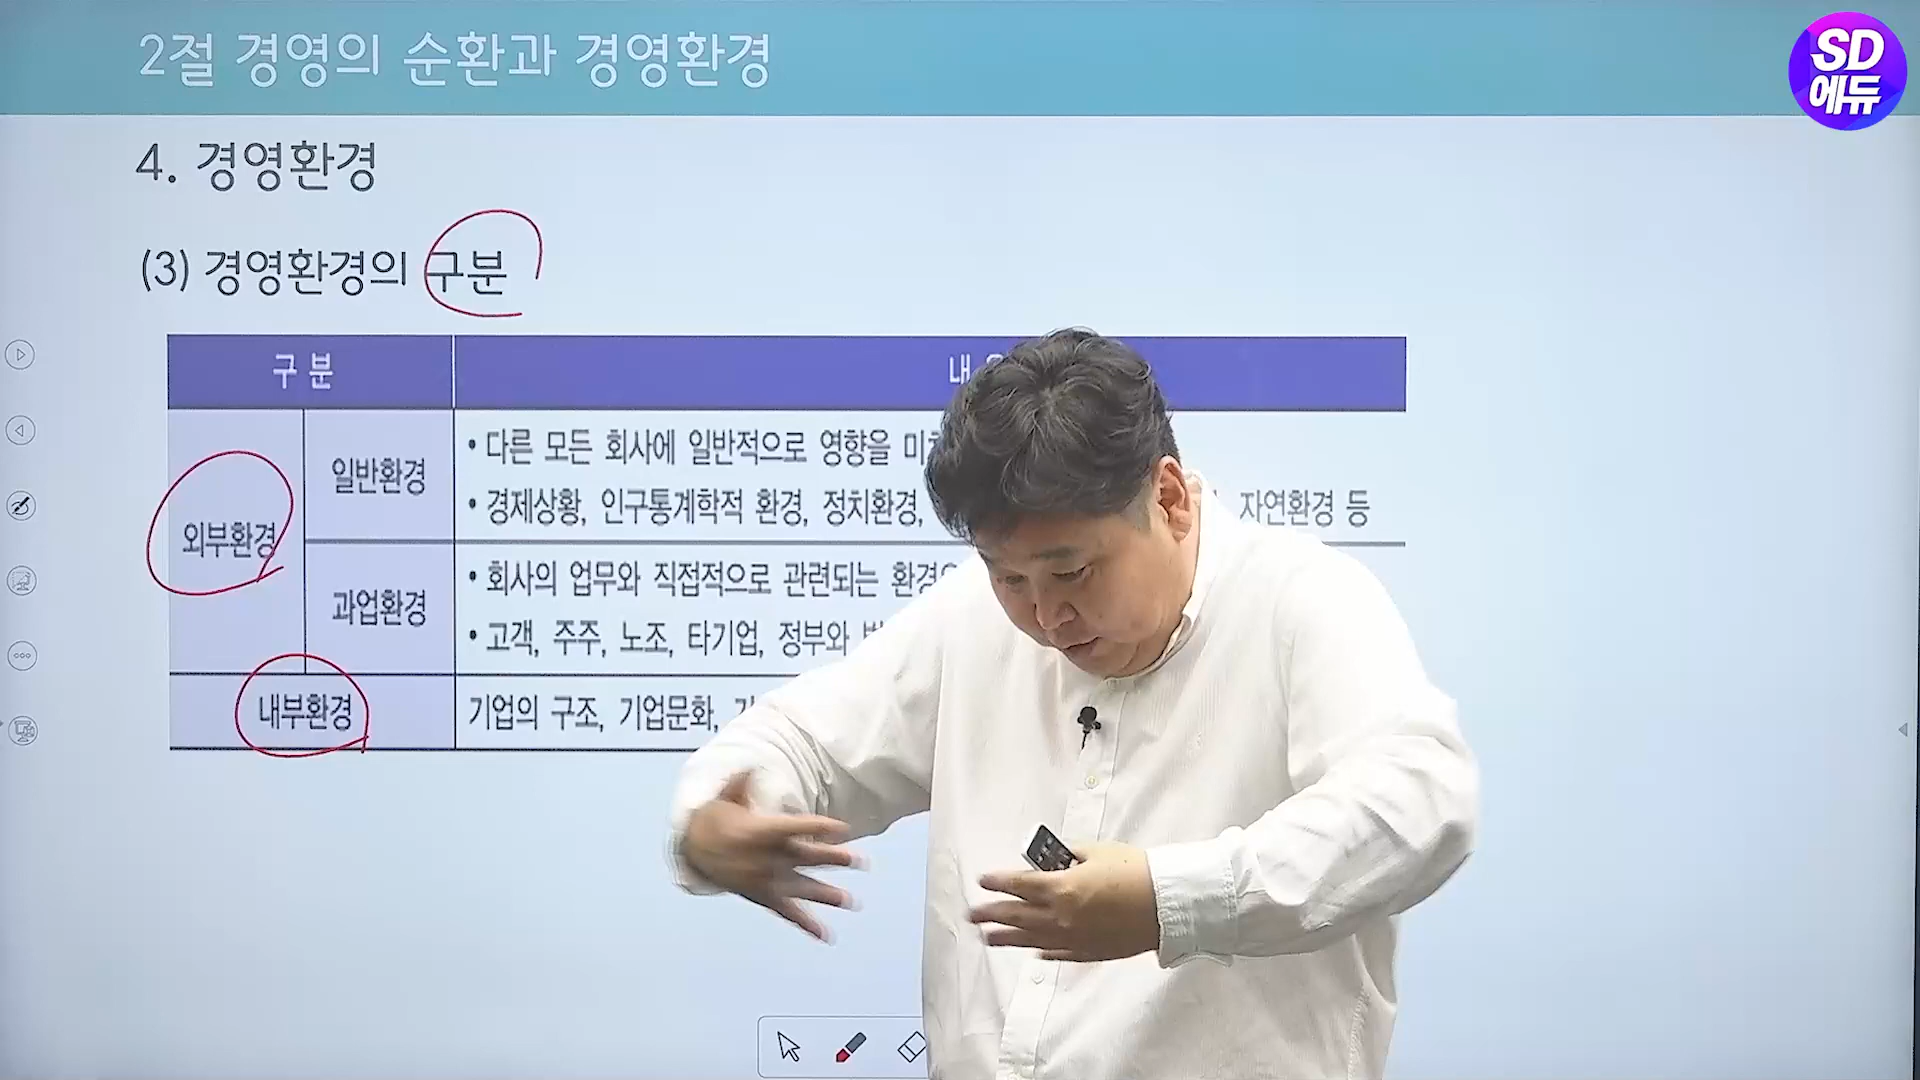 2절 경영의 순환과 경영환경
SD
에듀
4. 경영환경
(3) 경영환경의 구분
구 분
내
외부환경
일반환경
• 다른 모든 회사에 일반적으로 영향을
• 경제상황, 인구통계학적 환경, 정치환경, 자연환경 등
과업환경
• 회사의 업무와 직접적으로 관련되는
• 고객, 주주, 노조, 타기업, 정부와
내부환경
기업의 구조, 기업문화,